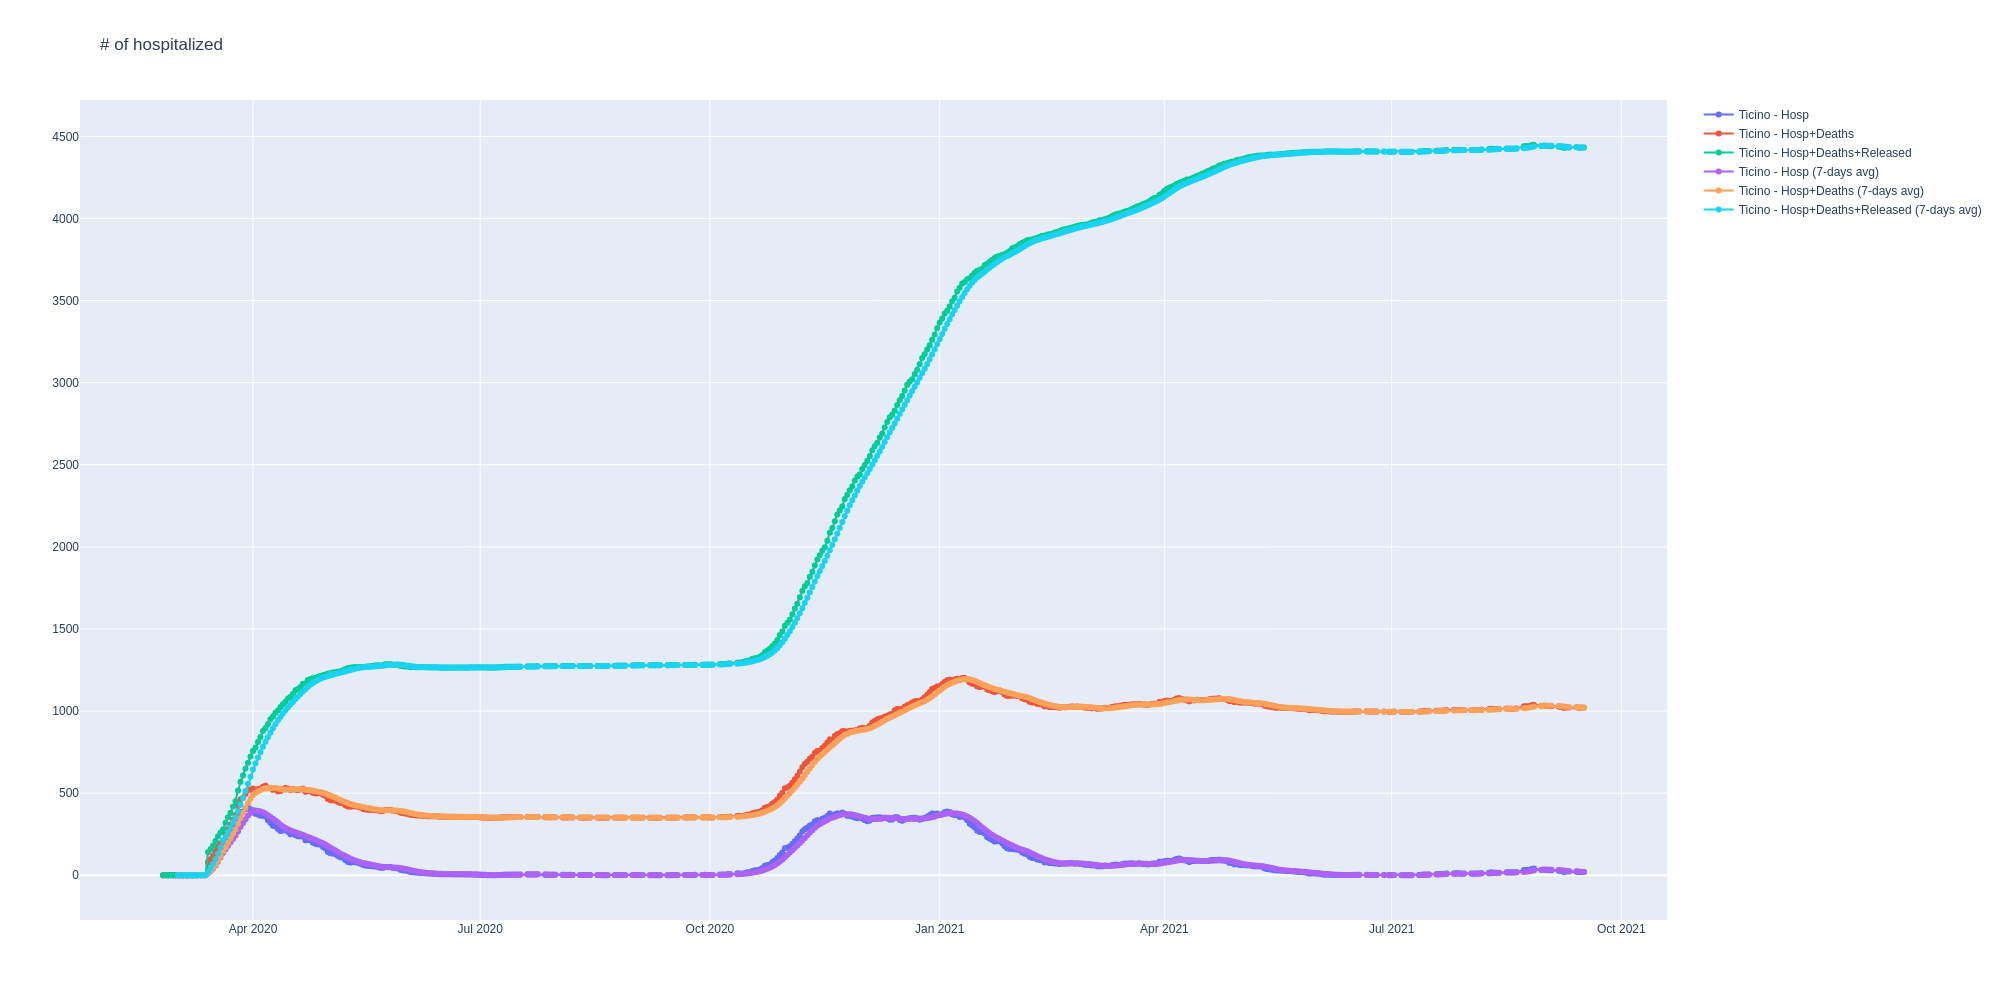 # of hospitalized
4500
4000
3500
3000
2500
2000
1500
1000
500
0
Apr 2020
Jul 2020
Oct 2020
Jan 2021
Apr 2021
Jul 2021
Oct 2021
Ticino - Hosp
Ticino - Hosp+Deaths
Ticino - Hosp+Deaths+Released
Ticino - Hosp (7-days avg)
Ticino - Hosp+Deaths (7-days avg)
Ticino - Hosp+Deaths+Released (7-days avg)